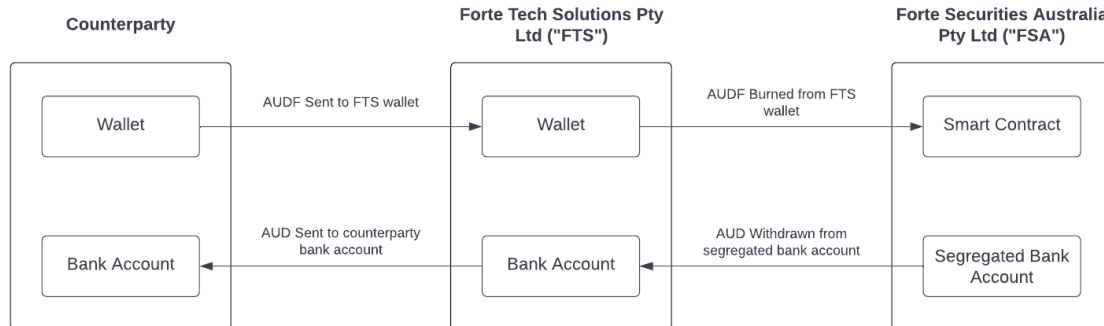 Counterparty
Forte Tech Solutions Pty
Ltd ("FTS")
Forte Securities Australia
Pty Ltd ("FSA")
AUDF Sent to FTS wallet
AUDF Burned from FTS
wallet
Wallet
Wallet
Smart Contract
AUD Sent to counterparty
bank account
AUD Withdrawn from
segregated bank account
Bank Account
Bank Account
Segregated Bank
Account